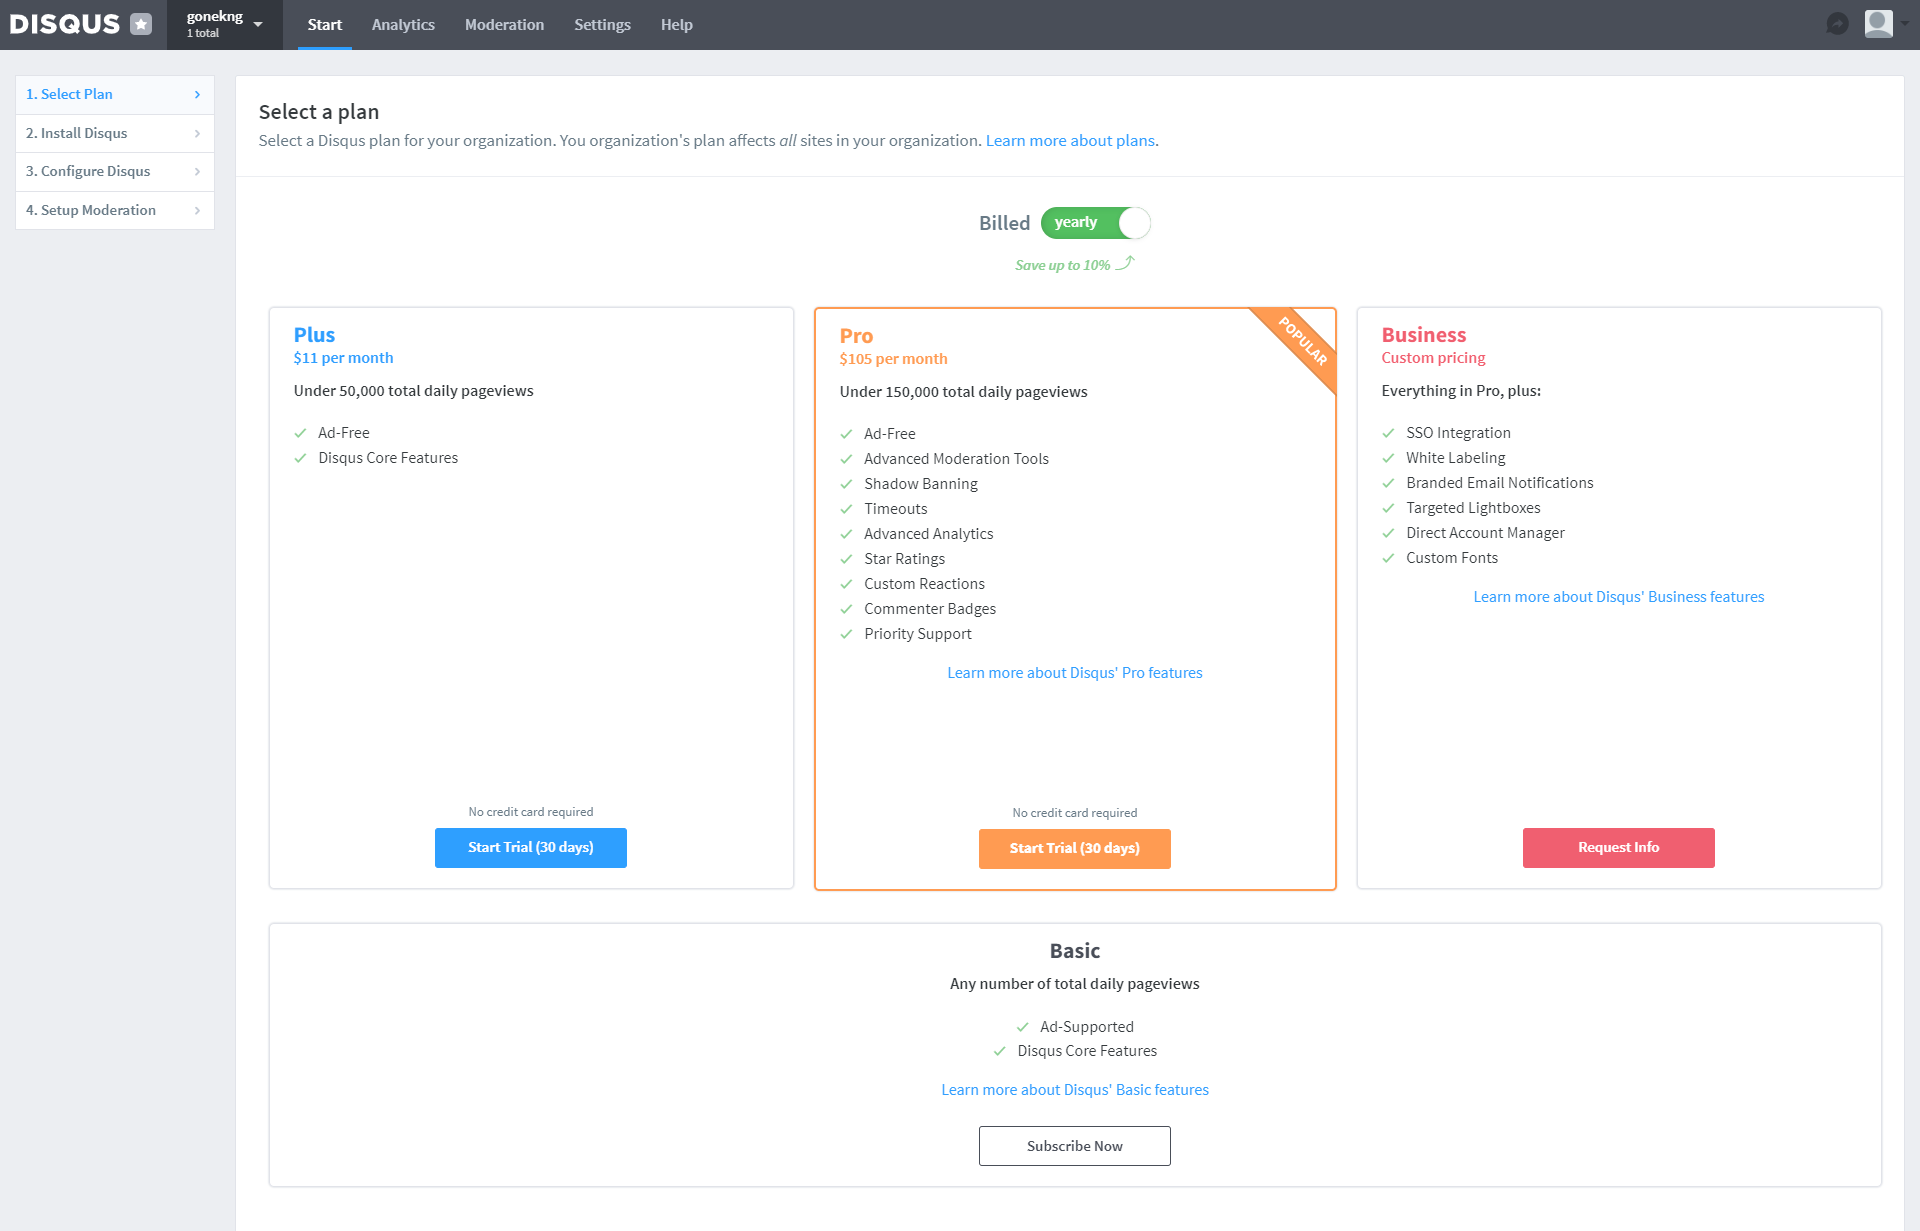 DISQUS
gonekng
1 total
Start
Analytics
Moderation
Settings
Help
1. Select Plan
2. Install Disqus
3. Configure Disqus
4. Setup Moderation
Select a plan
Select a Disqus plan for your organization. You organization's plan affects all sites in your organization. Learn more about plans.
Billed yearly
Save up to 10%
Plus
$11 per month
Under 50,000 total daily pageviews
Ad-Free
Disqus Core Features
No credit card required
Start Trial (30 days)
POPULAR
Pro
$105 per month
Under 150,000 total daily pageviews
Ad-Free
Advanced Moderation Tools
Shadow Banning
Timeouts
Advanced Analytics
Star Ratings
Custom Reactions
Commenter Badges
Priority Support
Learn more about Disqus' Pro features
No credit card required
Start Trial (30 days)
Business
Custom pricing
Everything in Pro, plus:
SSO Integration
White Labeling
Branded Email Notifications
Targeted Lightboxes
Direct Account Manager
Custom Fonts
Learn more about Disqus' Business features
Request Info
Basic
Any number of total daily pageviews
Ad-Supported
Disqus Core Features
Learn more about Disqus' Basic features
Subscribe Now